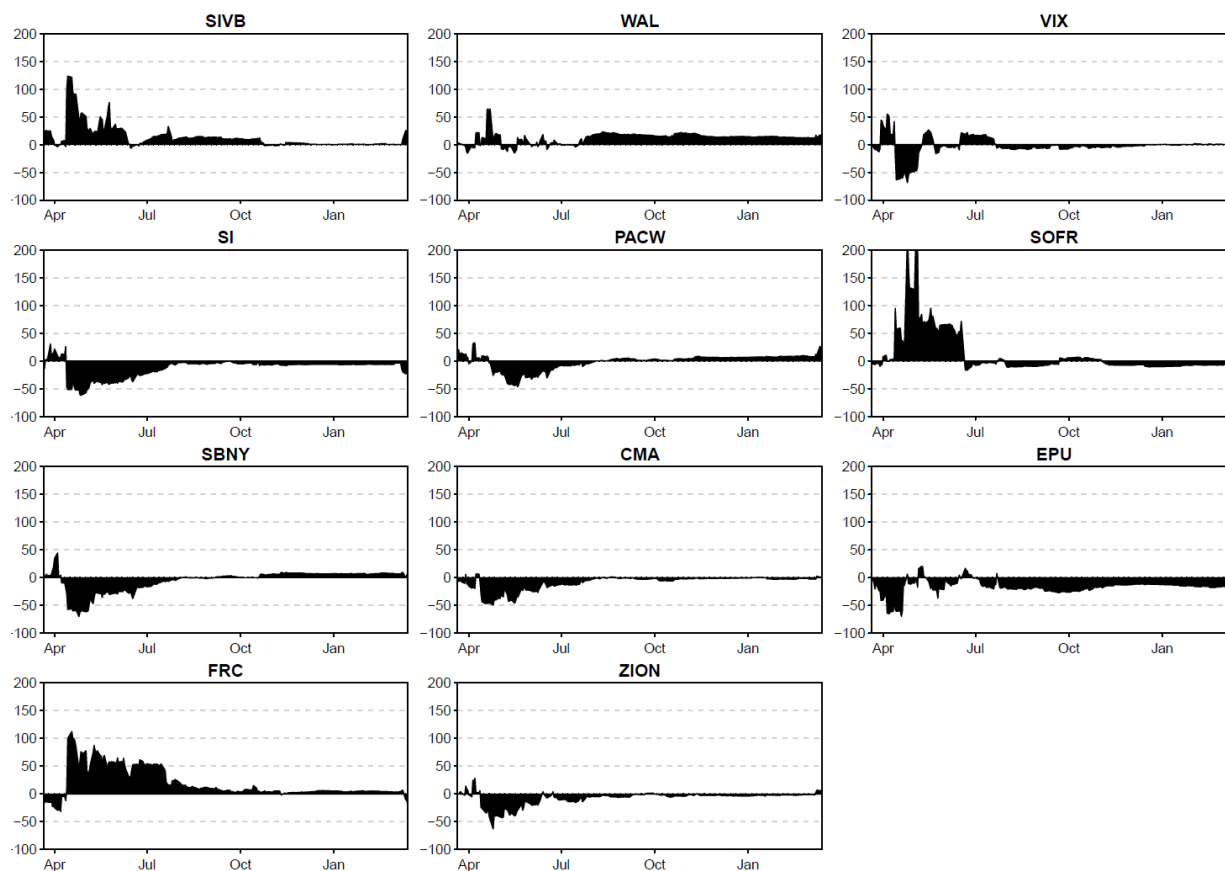 SIVB WAL VIX
200 200 200
150 150 150
100 100 100
50 50 50
0 0 0
−50 −50 −50
−100 −100 −100
Apr Jul Oct Jan Apr Jul Oct Jan Apr Jul Oct Jan
SI PACW SOFR
200 200 200
150 150 150
100 100 100
50 50 50
0 0 0
−50 −50 −50
−100 −100 −100
Apr Jul Oct Jan Apr Jul Oct Jan Apr Jul Oct Jan
SBNY CMA EPU
200 200 200
150 150 150
100 100 100
50 50 50
0 0 0
−50 −50 −50
−100 −100 −100
Apr Jul Oct Jan Apr Jul Oct Jan Apr Jul Oct Jan
FRC ZION
200 200
150 150
100 100
50 50
0 0
−50 −50
−100 −100
Apr Jul Oct Jan Apr Jul Oct Jan